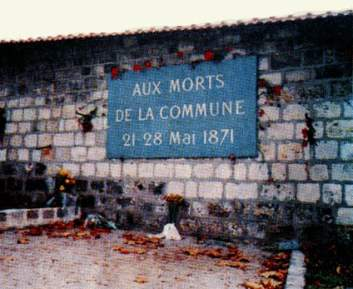 AUX MORTS
DE LA COMMUNE
21-28 Mai 1871